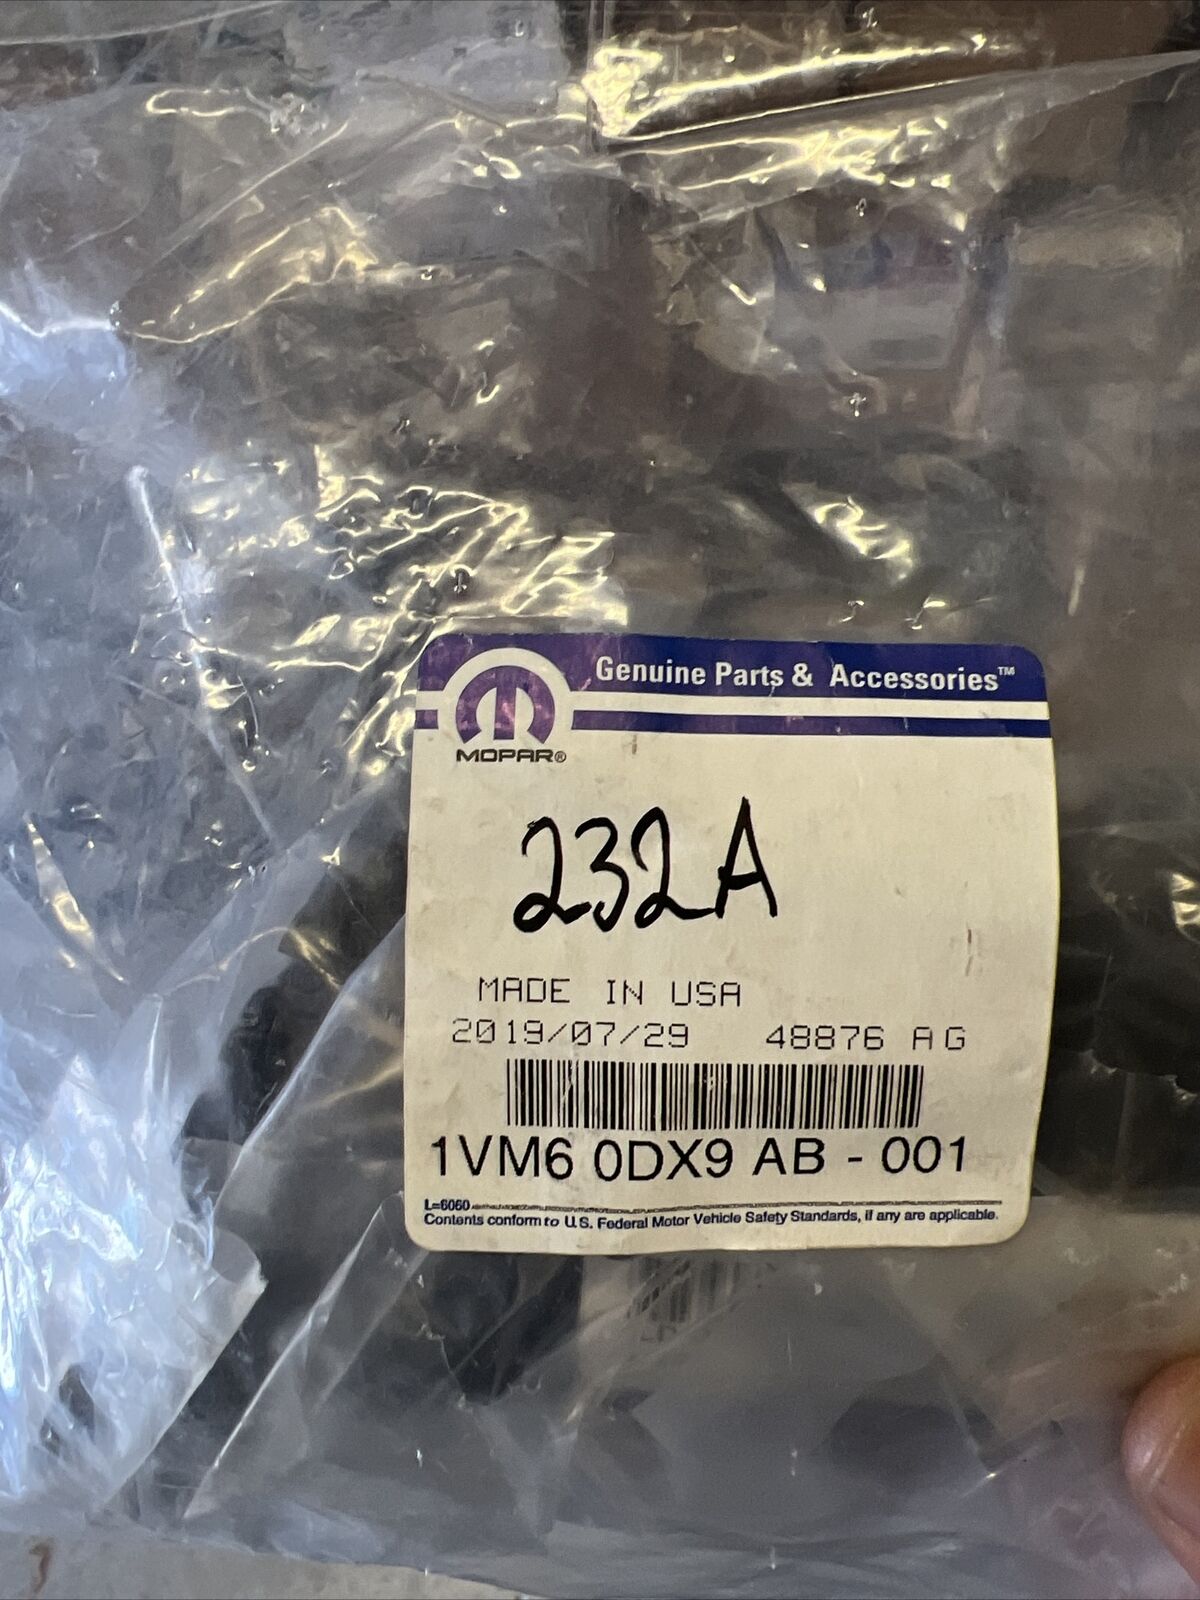 Genuine Parts & Accessories™
MOPAR®
232A
MADE IN USA
2019/07/29 48876 AG
1VM6 0DX9 AB - 001
L=6060
Contents conform to U.S. Federal Motor Vehicle Safety Standards, if any are applicable.